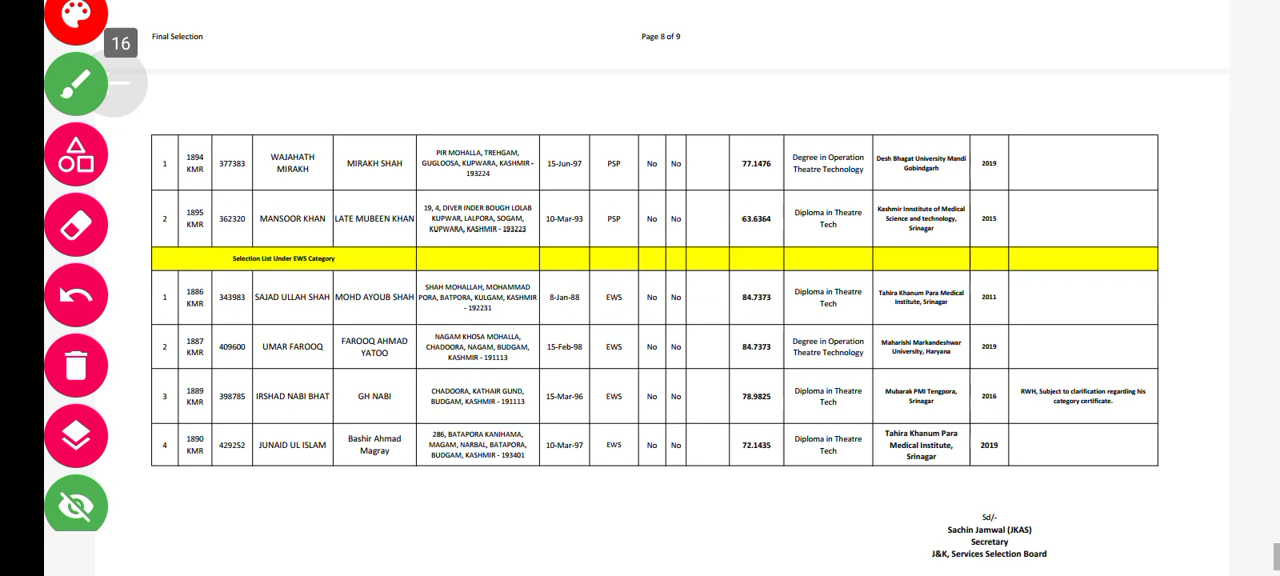 16
Final Selection
Page 8 of 9
1 1894 KMR 377383 WAJAHATH MIRAKH MIRAKH SHAH PIR MOHALLA, TREHGAM, GUGLOOSA, KUPWARA, KASHMIR - 193224 15-Jun-97 PSP No No 77.1476 Degree in Operation Theatre Technology Desh Bhagat University Mandi Gobindgarh 2019
2 1895 KMR 362320 MANSOOR KHAN LATE MUBEEN KHAN 19, 4, DIVER INDER BOUGH LOLAB KUPWAR, LALPORA, SOGAM, KUPWARA, KASHMIR - 193223 10-Mar-93 PSP No No 63.6364 Diploma in Theatre Tech Kashmir Innstitute of Medical Science and technology, Srinagar 2015
Selection List Under EWS Category
1 1886 KMR 343983 SAJAD ULLAH SHAH MOHD AYOUB SHAH SHAH MOHALLAH, MOHAMMAD PORA, BATPORA, KULGAM, KASHMIR - 192231 8-Jan-88 EWS No No 84.7373 Diploma in Theatre Tech Tahira Khanum Para Medical Institute, Srinagar 2011
2 1887 KMR 409600 UMAR FAROOQ FAROOQ AHMAD YATOO NAGAM KHOSA MOHALLA, CHADOORA, NAGAM, BUDGAM, KASHMIR - 191113 15-Feb-98 EWS No No 84.7373 Degree in Operation Theatre Technology Maharishi Markandeshwar University, Haryana 2019
3 1889 KMR 398785 IRSHAD NABI BHAT GH NABI CHADOORA, KATHAIR GUND, BUDGAM, KASHMIR - 191113 15-Mar-96 EWS No No 78.9825 Diploma in Theatre Tech Mubarak PMI Tengpora, Srinagar 2016 RWH, Subject to clarification regarding his category certificate.
4 1890 KMR 429252 JUNAID UL ISLAM Bashir Ahmad Magray 286, BATAPORA KANIHAMA, MAGAM, NARBAL, BATAPORA, BUDGAM, KASHMIR - 193401 10-Mar-97 EWS No No 72.1435 Diploma in Theatre Tech Tahira Khanum Para Medical Institute, Srinagar 2019
Sd/-
Sachin Jamwal (JKAS)
Secretary
J&K, Services Selection Board